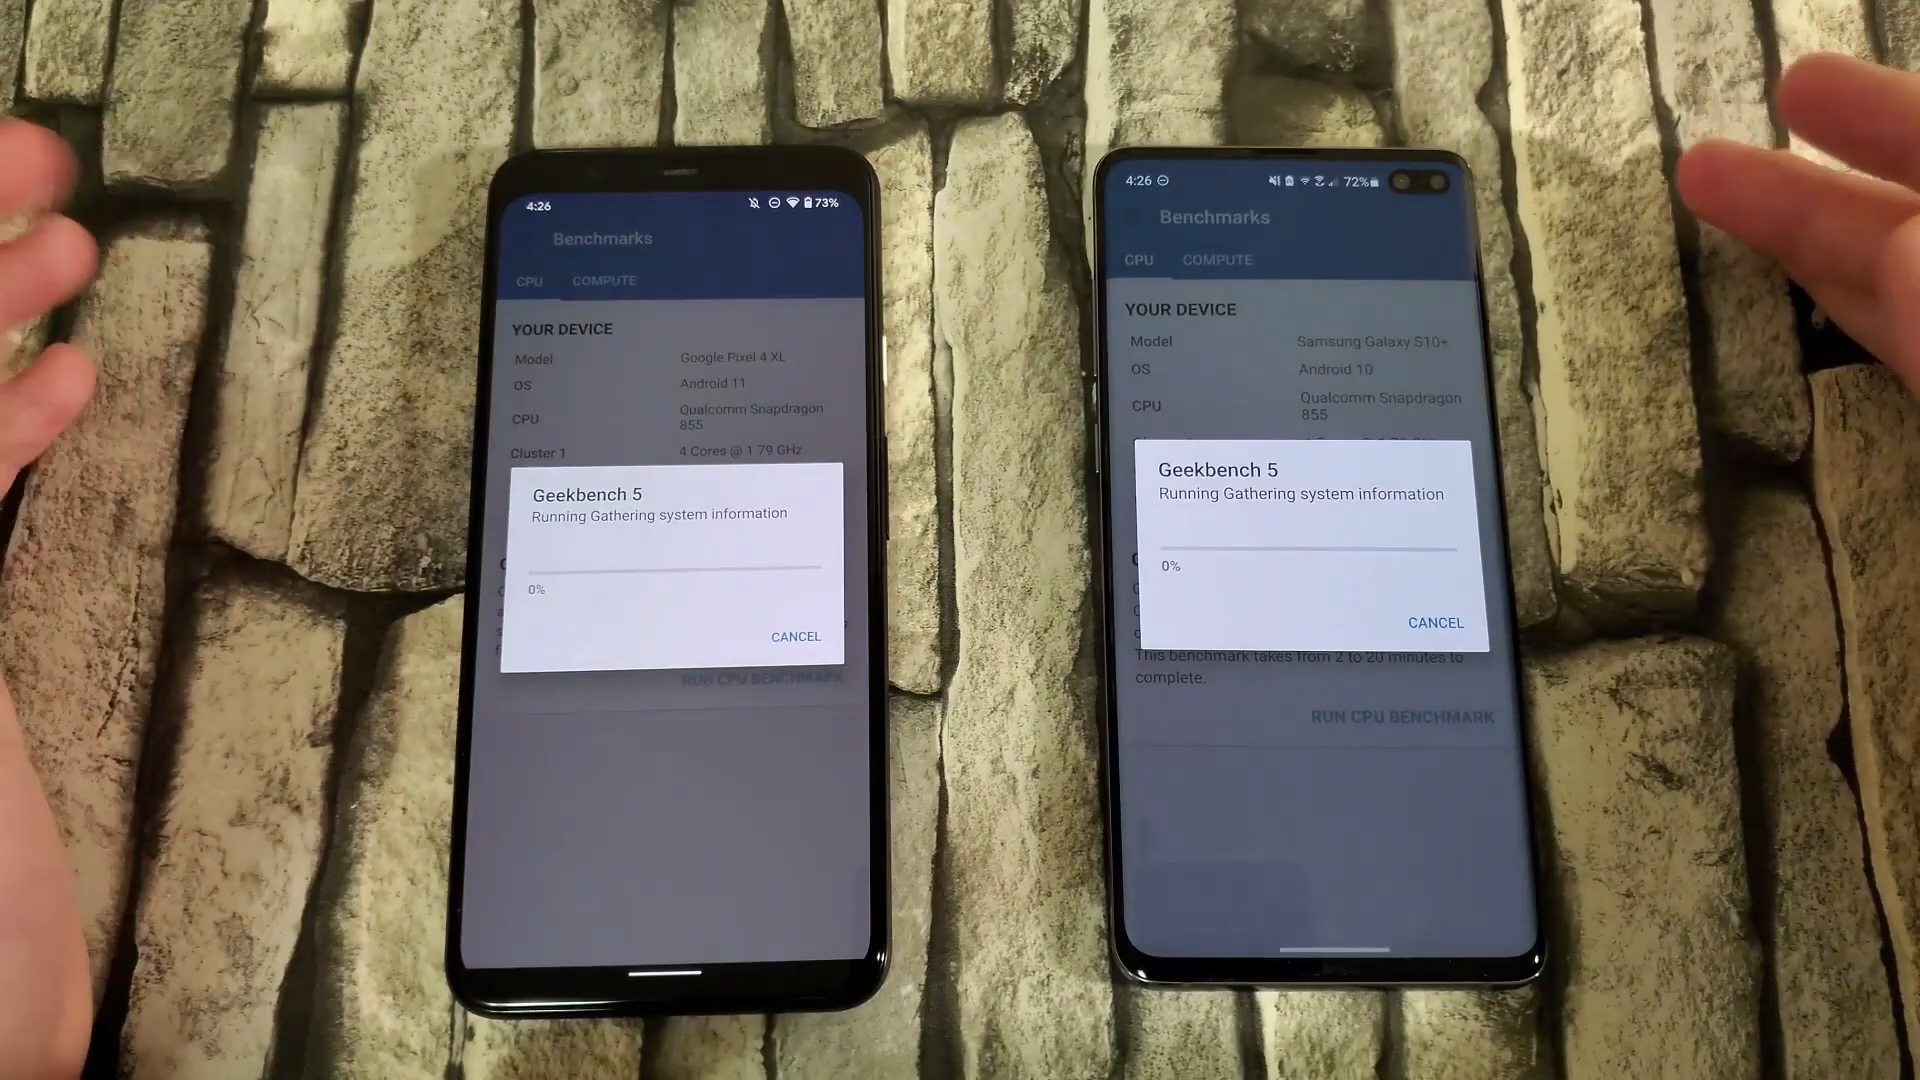 4:26
73%
Benchmarks
CPU COMPUTE
YOUR DEVICE
Model Google Pixel 4 XL
OS Android 11
CPU Qualcomm Snapdragon
855
Cluster 1 4 Cores @ 1.79 GHz
Geekbench 5
Running Gathering system information
0%
CANCEL
RUN CPU BENCHMARK
4:26
72%
Benchmarks
CPU COMPUTE
YOUR DEVICE
Model Samsung Galaxy S10+
OS Android 10
CPU Qualcomm Snapdragon
855
Geekbench 5
Running Gathering system information
0%
CANCEL
This benchmark takes from 2 to 20 minutes to
complete.
RUN CPU BENCHMARK